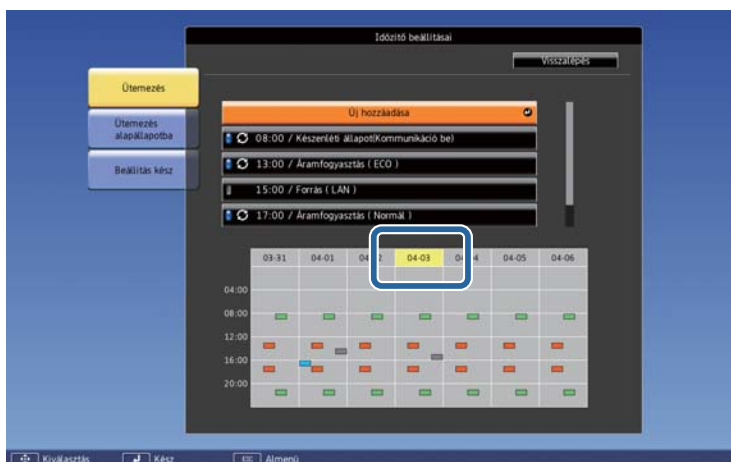 Időzítő beállításai
Visszalépés
Ütemezés
Ütemezés
alapállapotba
Beállítás kész
Új hozzáadása
08:00 / Készenléti állapot(Kommunikáció be)
13:00 / Áramfogyasztás ( ECO )
15:00 / Forrás ( LAN )
17:00 / Áramfogyasztás ( Normál )
03-31 04-01 04-03 04-05 04-06
04:00
08:00
12:00
16:00
20:00
Kiválasztás Kész ESC Almenü